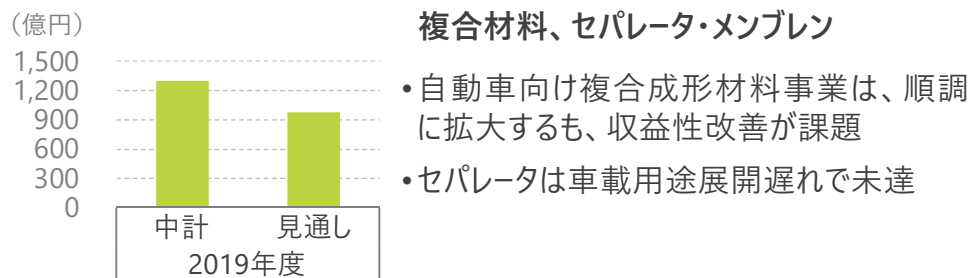 （億円）
1,500
1,200
900
600
300
0
中計 見通し
2019年度
複合材料、セパレータ・メンブレン
•自動車向け複合成形材料事業は、順調
に拡大するも、収益性改善が課題
•セパレータは車載用途展開遅れで未達